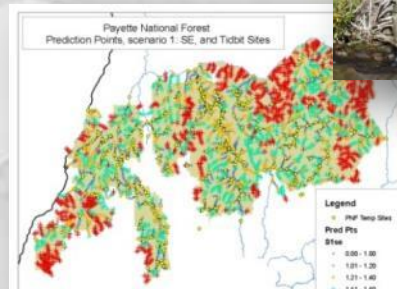 Payette National Forest
Prediction Points, scenario 1: SE, and Tidbit Sites
Legend
PNF Temp Sites
Pred Pts
S1se
0.00 - 1.00
1.01 - 1.20
1.21 - 1.40